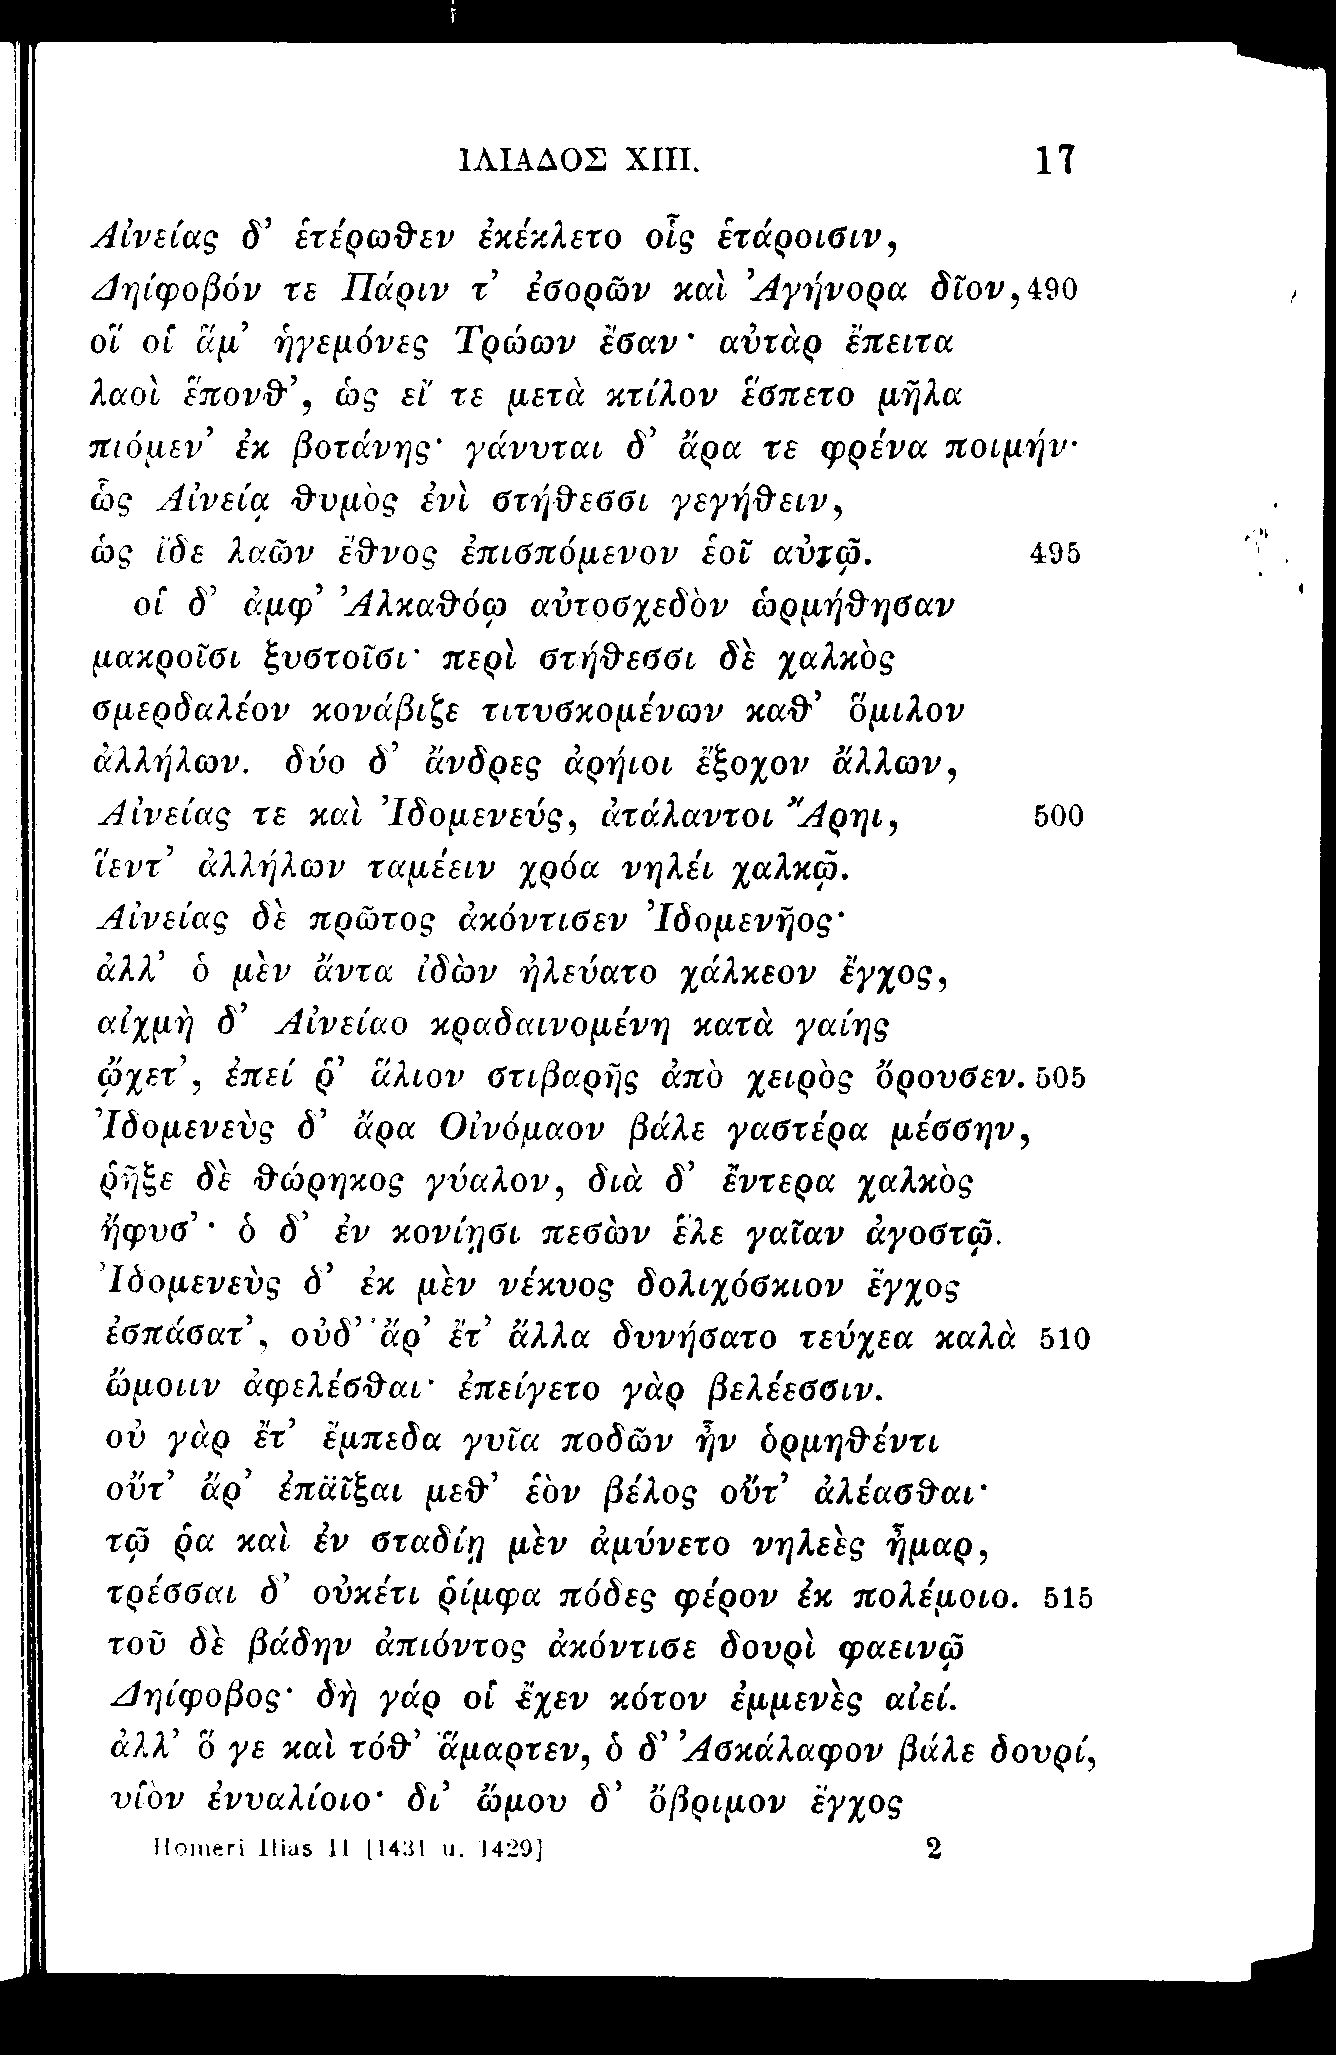 ΙΛΙΑΔΟΣ XIII. 17
Αἰνείας δ’ ἑτέρωθεν ἐκέκλετο οἷς ἑτάροισιν,
Δηίφοβόν τε Πάριν τ’ ἐσορῶν καὶ Ἀγήνορα δῖον, 490
οἵ οἱ ἅμ’ ἡγεμόνες Τρώων ἔσαν· αὐτὰρ ἔπειτα
λαοὶ ἕπονθ’, ὡς εἴ τε μετὰ κτίλον ἕσπετο μῆλα
πιόμεν’ ἐκ βοτάνης· γάνυται δ’ ἄρα τε φρένα ποιμήν·
ὣς Αἰνείᾳ θυμὸς ἐνὶ στήθεσσι γεγήθειν,
ὡς ἴδε λαῶν ἔθνος ἐπισπόμενον ἑοῖ αὐτῷ. 495
οἱ δ’ ἀμφ’ Ἀλκαθόῳ αὐτοσχεδὸν ὡρμήθησαν
μακροῖσι ξυστοῖσι· περὶ στήθεσσι δὲ χαλκὸς
σμερδαλέον κονάβιζε τιτυσκομένων καθ’ ὅμιλον
ἀλλήλων. δύο δ’ ἄνδρες ἀρήιοι ἔξοχον ἄλλων,
Αἰνείας τε καὶ Ἰδομενεύς, ἀτάλαντοι Ἄρηι, 500
ἵεντ’ ἀλλήλων ταμέειν χρόα νηλέι χαλκῷ.
Αἰνείας δὲ πρῶτος ἀκόντισεν Ἰδομενῆος·
ἀλλ’ ὁ μὲν ἄντα ἰδὼν ἠλεύατο χάλκεον ἔγχος,
αἰχμὴ δ’ Αἰνείαο κραδαινομένη κατὰ γαίης
ᾤχετ’, ἐπεί ῥ’ ἅλιον στιβαρῆς ἀπὸ χειρὸς ὄρουσεν. 505
Ἰδομενεὺς δ’ ἄρα Οἰνόμαον βάλε γαστέρα μέσσην,
ῥῆξε δὲ θώρηκος γύαλον, διὰ δ’ ἔντερα χαλκὸς
ἤφυσ’· ὁ δ’ ἐν κονίῃσι πεσὼν ἕλε γαῖαν ἀγοστῷ.
Ἰδομενεὺς δ’ ἐκ μὲν νέκυος δολιχόσκιον ἔγχος
ἐσπάσατ’, οὐδ’ ἄρ’ ἔτ’ ἄλλα δυνήσατο τεύχεα καλὰ 510
ὤμοιιν ἀφελέσθαι· ἐπείγετο γὰρ βελέεσσιν.
οὐ γὰρ ἔτ’ ἔμπεδα γυῖα ποδῶν ἦν ὁρμηθέντι
οὔτ’ ἄρ’ ἐπαῖξαι μεθ’ ἑὸν βέλος οὔτ’ ἀλέασθαι·
τῷ ῥα καὶ ἐν σταδίῃ μὲν ἀμύνετο νηλεὲς ἦμαρ,
τρέσσαι δ’ οὐκέτι ῥίμφα πόδες φέρον ἐκ πολέμοιο. 515
τοῦ δὲ βάδην ἀπιόντος ἀκόντισε δουρὶ φαεινῷ
Δηίφοβος· δὴ γάρ οἱ ἔχεν κότον ἐμμενὲς αἰεί.
ἀλλ’ ὅ γε καὶ τόθ’ ἅμαρτεν, ὁ δ’ Ἀσκάλαφον βάλε δουρί,
υἱὸν ἐνυαλίοιο· δι’ ὤμου δ’ ὄβριμον ἔγχος
Homeri Ilias II [1431 u. 1429] 2